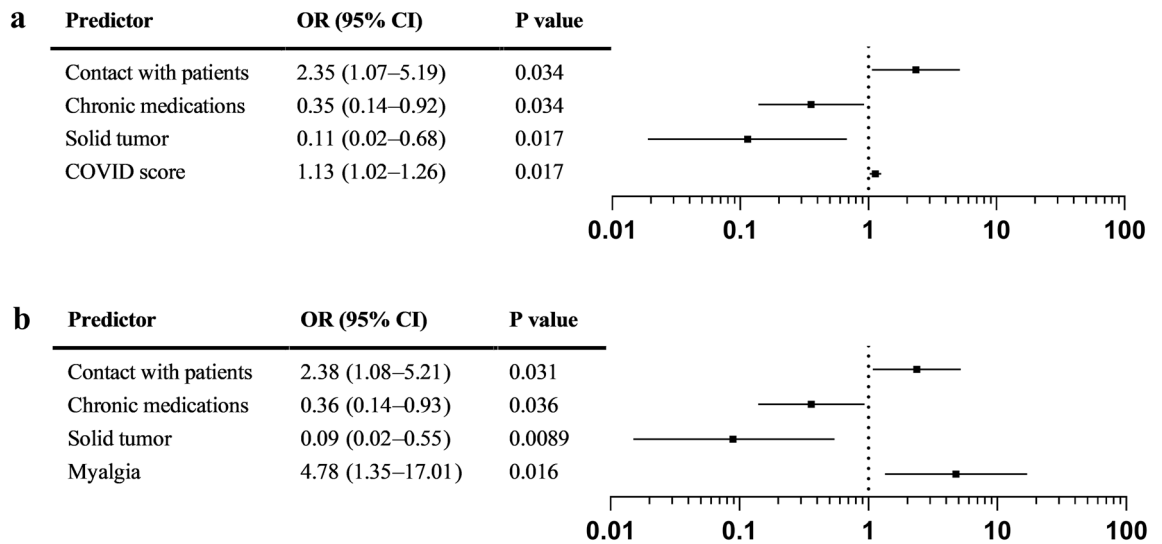 a Predictor OR (95% CI) P value
Contact with patients 2.35 (1.07–5.19) 0.034
Chronic medications 0.35 (0.14–0.92) 0.034
Solid tumor 0.11 (0.02–0.68) 0.017
COVID score 1.13 (1.02–1.26) 0.017
0.01 0.1 1 10 100
b Predictor OR (95% CI) P value
Contact with patients 2.38 (1.08–5.21) 0.031
Chronic medications 0.36 (0.14–0.93) 0.036
Solid tumor 0.09 (0.02–0.55) 0.0089
Myalgia 4.78 (1.35–17.01) 0.016
0.01 0.1 1 10 100